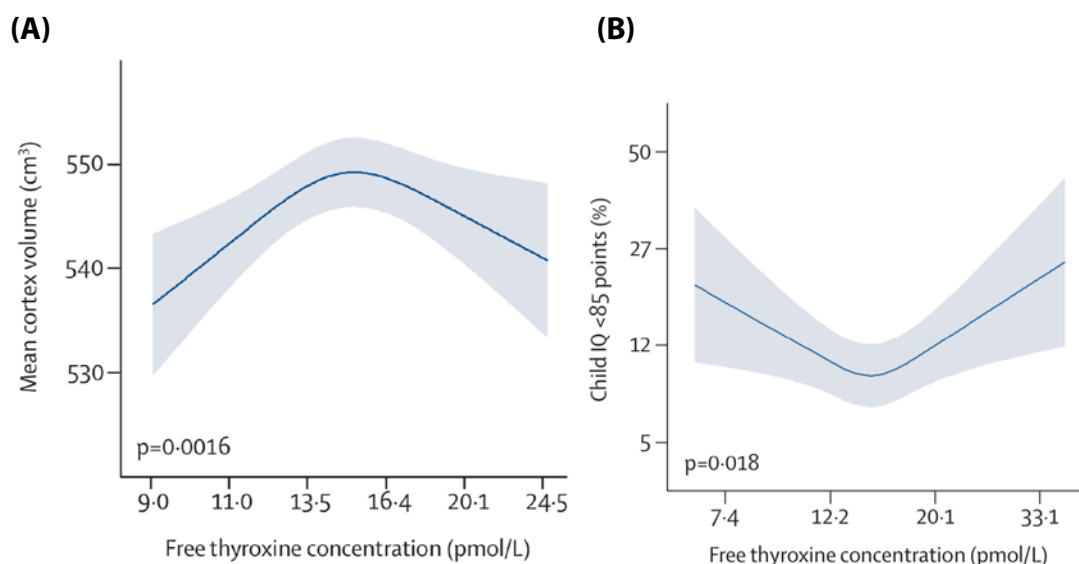 (A)
Mean cortex volume (cm³)
550
540
530
p=0·0016
9·0 11·0 13·5 16·4 20·1 24·5
Free thyroxine concentration (pmol/L)
(B)
Child IQ <85 points (%)
50
27
12
5
p=0·018
7·4 12·2 20·1 33·1
Free thyroxine concentration (pmol/L)